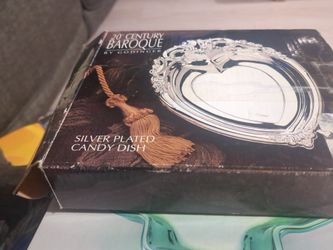 20TH CENTURY
BAROQUE
BY GODINGER
SILVER PLATED
CANDY DISH